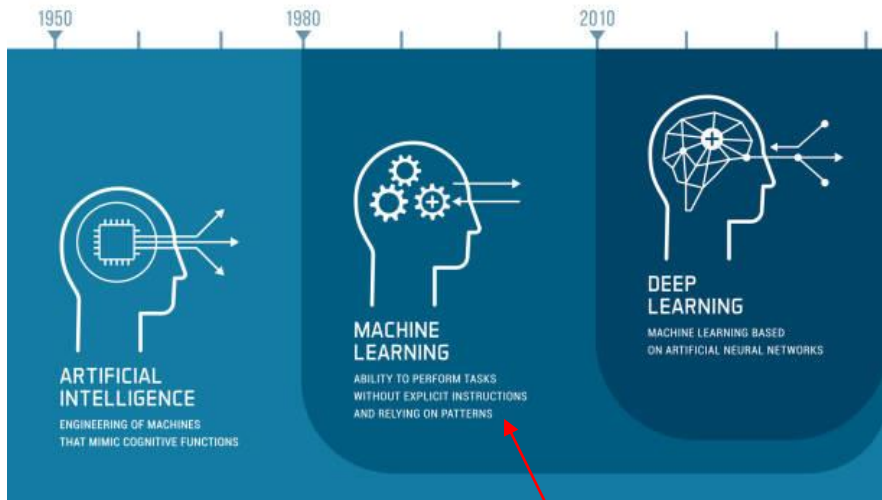 1950
1980
2010
ARTIFICIAL
INTELLIGENCE
ENGINEERING OF MACHINES
THAT MIMIC COGNITIVE FUNCTIONS
MACHINE
LEARNING
ABILITY TO PERFORM TASKS
WITHOUT EXPLICIT INSTRUCTIONS
AND RELYING ON PATTERNS
DEEP
LEARNING
MACHINE LEARNING BASED
ON ARTIFICIAL NEURAL NETWORKS